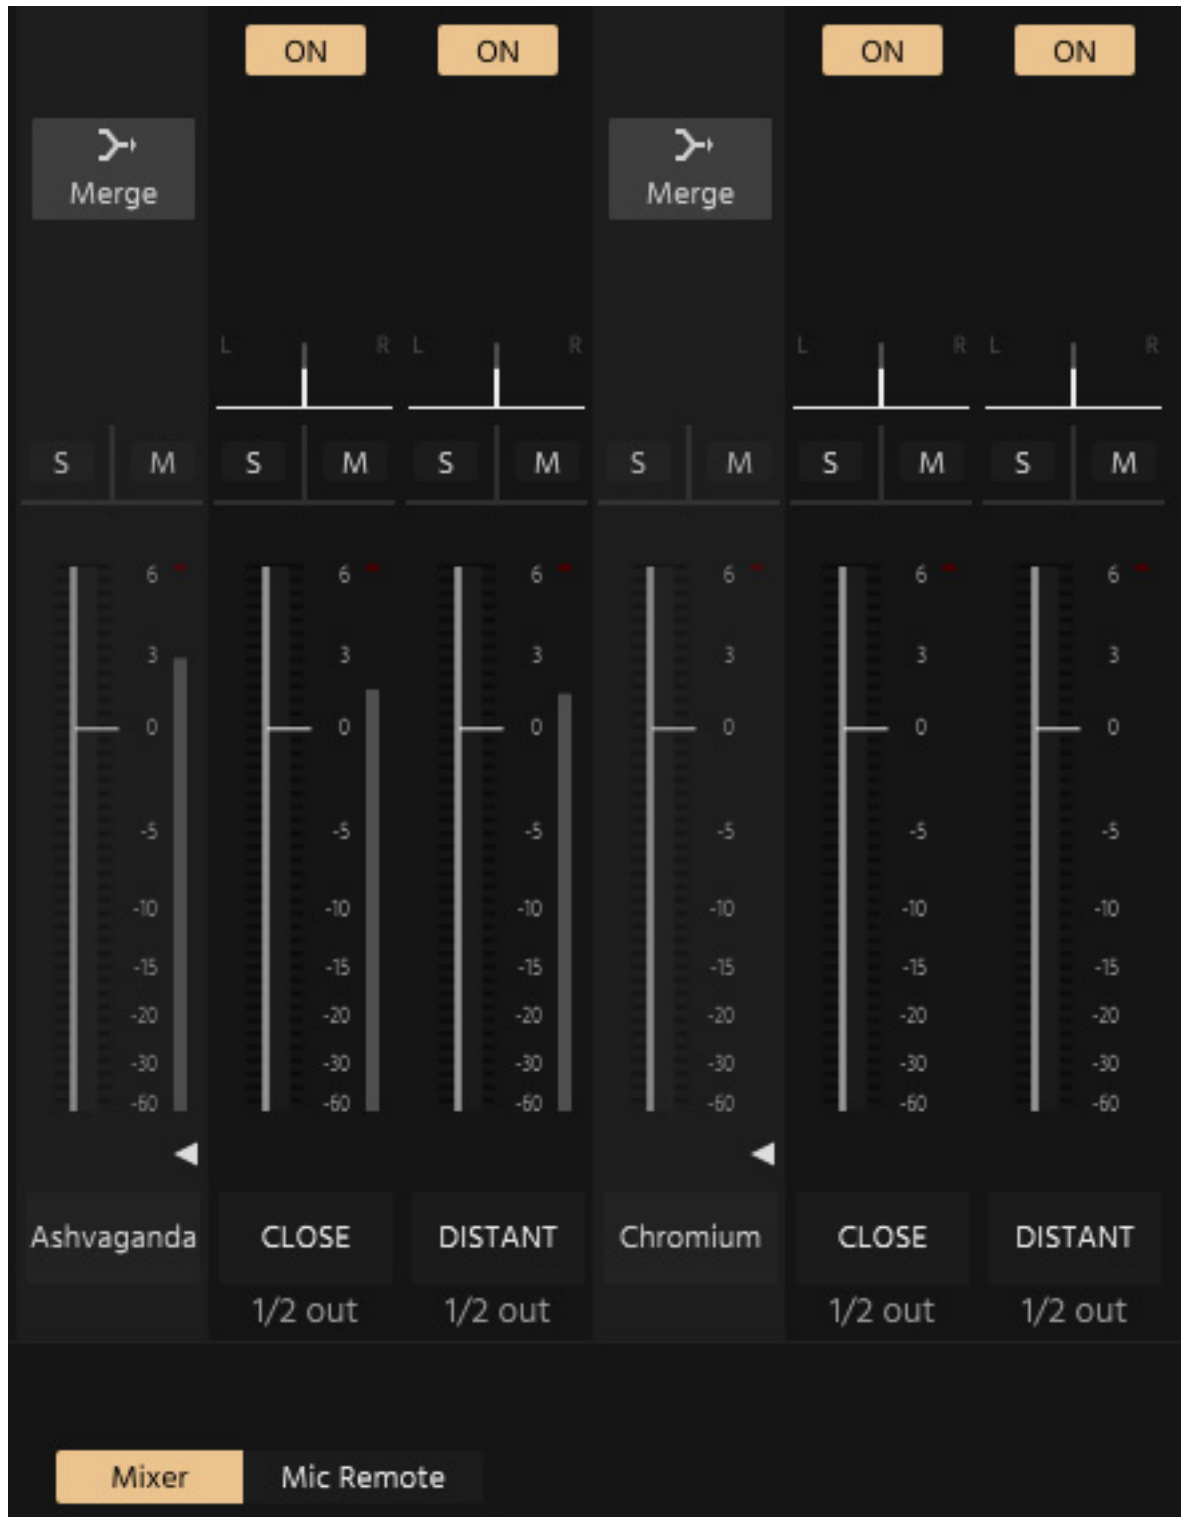 ON ON ON ON
Merge Merge
L R L R L R L R
S M S M S M S M S M S M
6 6 6 6 6 6
3 3 3 3 3 3
0 0 0 0 0 0
-5 -5 -5 -5 -5 -5
-10 -10 -10 -10 -10 -10
-15 -15 -15 -15 -15 -15
-20 -20 -20 -20 -20 -20
-30 -30 -30 -30 -30 -30
-60 -60 -60 -60 -60 -60
Ashvaganda CLOSE DISTANT Chromium CLOSE DISTANT
1/2 out 1/2 out 1/2 out 1/2 out
Mixer Mic Remote